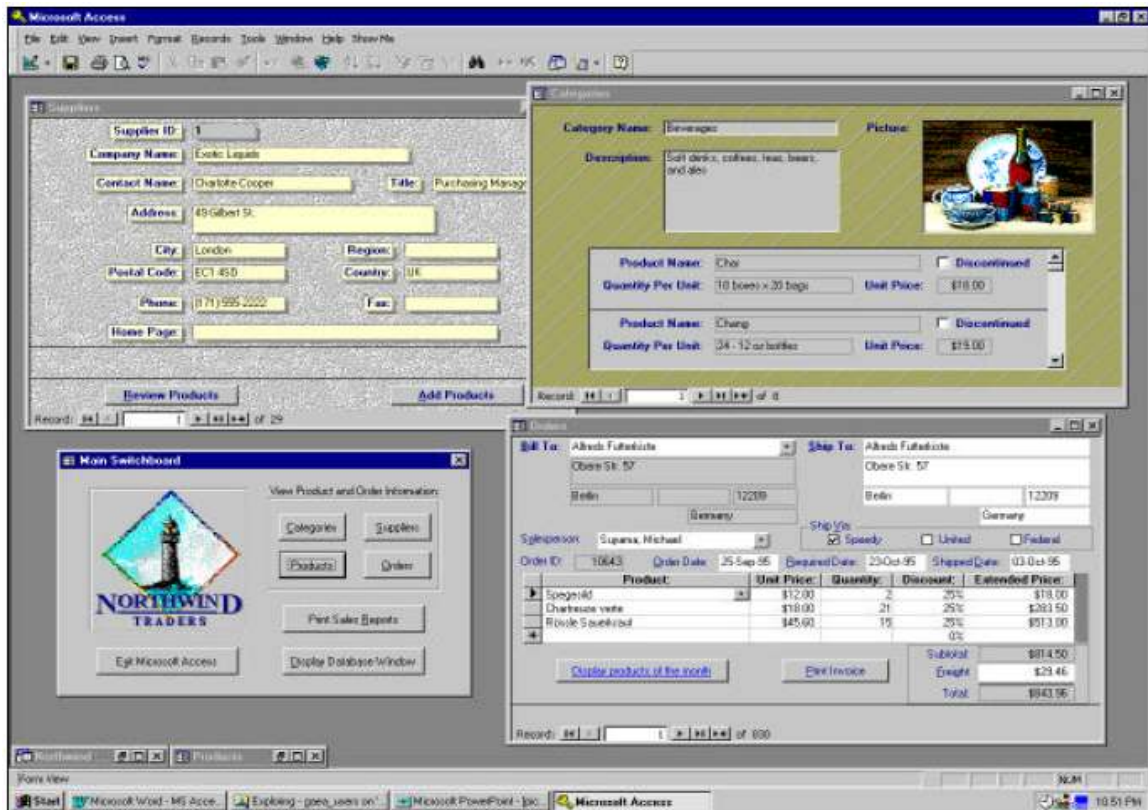 Microsoft Access
File Edit View Insert Format Records Tools Window Help Show Me
Suppliers
Supplier ID: 1
Company Name: Exotic Liquids
Contact Name: Charlotte Cooper Title: Purchasing Manag
Address: 49 Gilbert St.
City: London Region:
Postal Code: EC1 4SD Country: UK
Phone: (171) 555-2222 Fax:
Home Page:
Review Products Add Products
Record: 1 of 29
Categories
Category Name: Beverages Picture:
Description: Soft drinks, coffees, teas, beers,
and ales
Product Name: Chai Discontinued
Quantity Per Unit: 10 boxes x 20 bags Unit Price: $18.00
Product Name: Chang Discontinued
Quantity Per Unit: 24 - 12 oz bottles Unit Price: $19.00
Record: 1 of 8
Main Switchboard
View Product and Order Information:
Categories Suppliers
Products Orders
NORTHWIND
TRADERS
Print Sales Reports
Exit Microsoft Access Display Database Window
Orders
Bill To: Alfreds Futterkiste Ship To: Alfreds Futterkiste
Obere Str. 57 Obere Str. 57
Berlin 12209 Berlin 12209
Germany Germany
Ship Via:
Salesperson: Suyama, Michael Speedy United Federal
Order ID: 10643 Order Date: 25-Sep-95 Required Date: 23-Oct-95 Shipped Date: 03-Oct-95
Product: Unit Price: Quantity: Discount: Extended Price:
Spegesild $12.00 2 25% $18.00
Chartreuse verte $18.00 21 25% $283.50
Rössle Sauerkraut $45.60 15 25% $513.00
0%
Subtotal: $814.50
Display products of the month Print Invoice Freight: $29.46
Total: $843.96
Record: 1 of 830
Northwind Products
Form View NUM
Start Microsoft Word - MS Acce... Exploring - gsea_users on '... Microsoft PowerPoint - [pic... Microsoft Access 10:51 PM